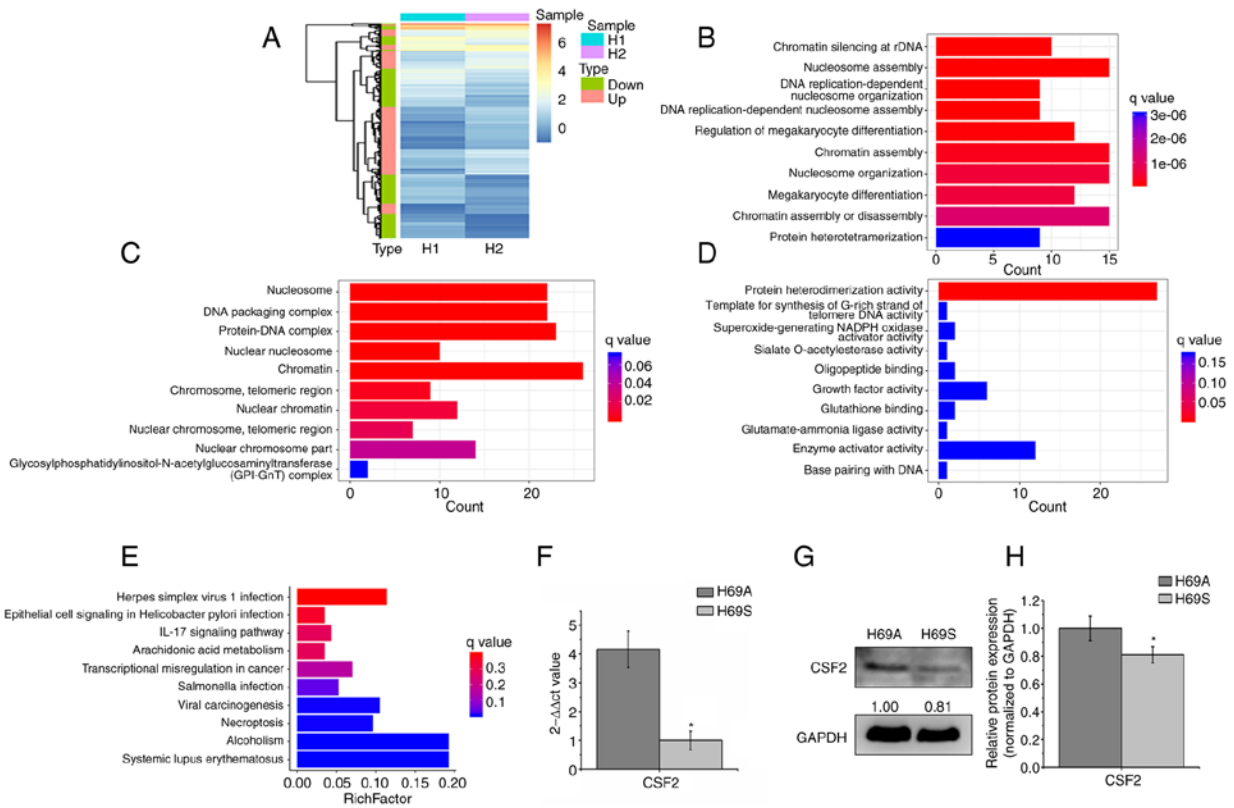 A
Sample
6
4
2
0
Sample
H1
H2
Type
Down
Up
Type
H1
H2
B
Chromatin silencing at rDNA
Nucleosome assembly
DNA replication-dependent
nucleosome organization
DNA replication-dependent nucleosome assembly
Regulation of megakaryocyte differentiation
Chromatin assembly
Nucleosome organization
Megakaryocyte differentiation
Chromatin assembly or disassembly
Protein heterotetramerization
0 5 10 15
Count
q value
3e-06
2e-06
1e-06
C
Nucleosome
DNA packaging complex
Protein-DNA complex
Nuclear nucleosome
Chromatin
Chromosome, telomeric region
Nuclear chromatin
Nuclear chromosome, telomeric region
Nuclear chromosome part
Glycosylphosphatidylinositol-N-acetylglucosaminyltransferase
(GPI-GnT) complex
0 10 20
Count
q value
0.06
0.04
0.02
D
Protein heterodimerization activity
Template for synthesis of G-rich strand of
telomere DNA activity
Superoxide-generating NADPH oxidase
activator activity
Sialate O-acetylesterase activity
Oligopeptide binding
Growth factor activity
Glutathione binding
Glutamate-ammonia ligase activity
Enzyme activator activity
Base pairing with DNA
0 10 20
Count
q value
0.15
0.10
0.05
E
Herpes simplex virus 1 infection
Epithelial cell signaling in Helicobacter pylori infection
IL-17 signaling pathway
Arachidonic acid metabolism
Transcriptional misregulation in cancer
Salmonella infection
Viral carcinogenesis
Necroptosis
Alcoholism
Systemic lupus erythematosus
0.00 0.05 0.10 0.15 0.20
RichFactor
q value
0.3
0.2
0.1
F
H69A
H69S
2−ΔΔct value
5
4
3
2
1
0
*
CSF2
G
H69A H69S
CSF2
1.00 0.81
GAPDH
H
H69A
H69S
Relative protein expression
(normalized to GAPDH)
1.2
1.0
0.8
0.6
0.4
0.2
0.0
*
CSF2